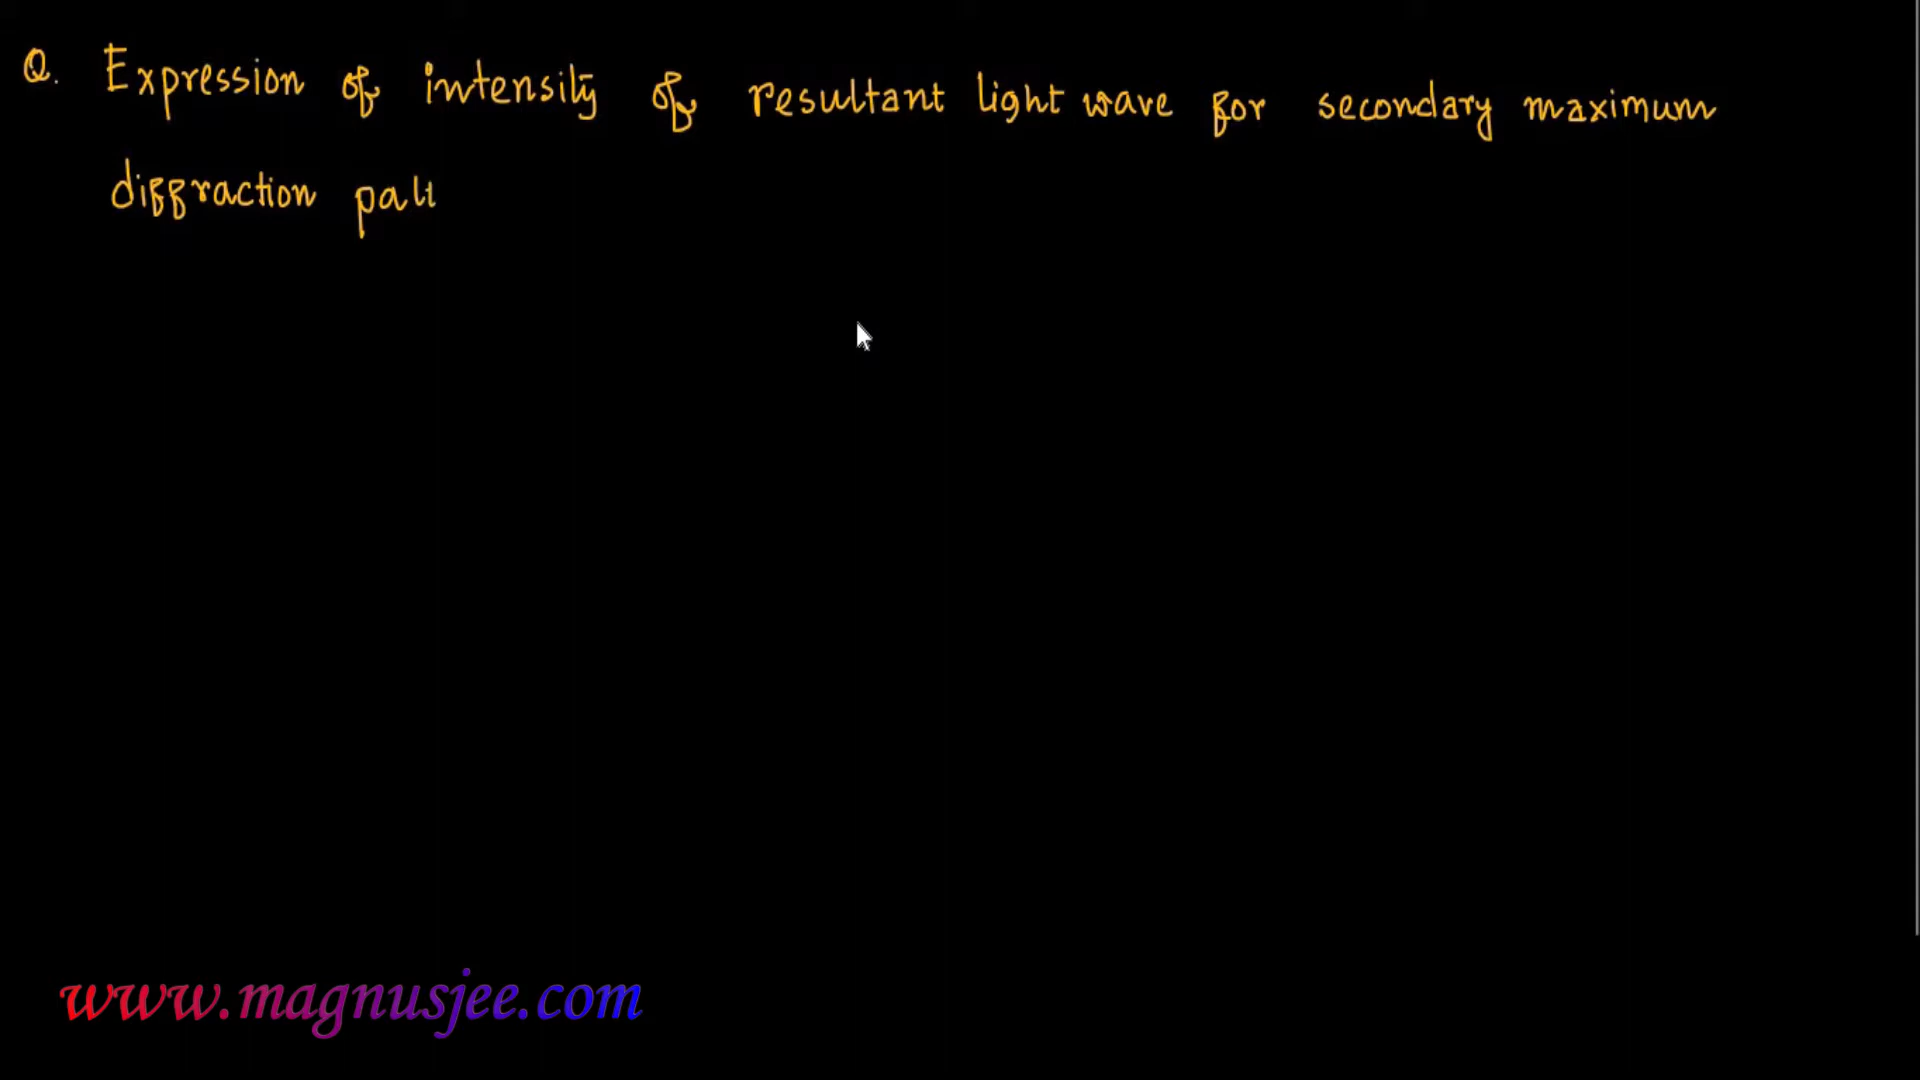 Q. Expression of intensity of resultant light wave for secondary maximum
diffraction patt
www.magnusjee.com